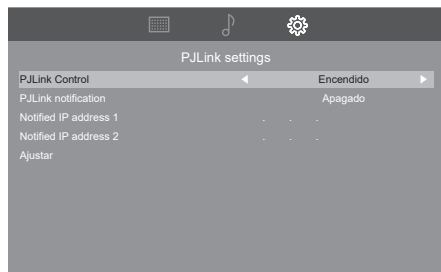 PJLink settings
PJLink Control Encendido
PJLink notification Apagado
Notified IP address 1 . . .
Notified IP address 2 . . .
Ajustar